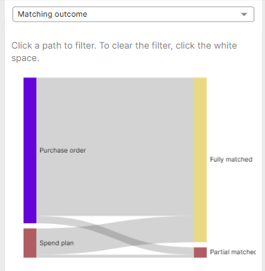 Matching outcome
Click a path to filter. To clear the filter, click the white
space.
Purchase order
Fully matched
Spend plan
Partial matched